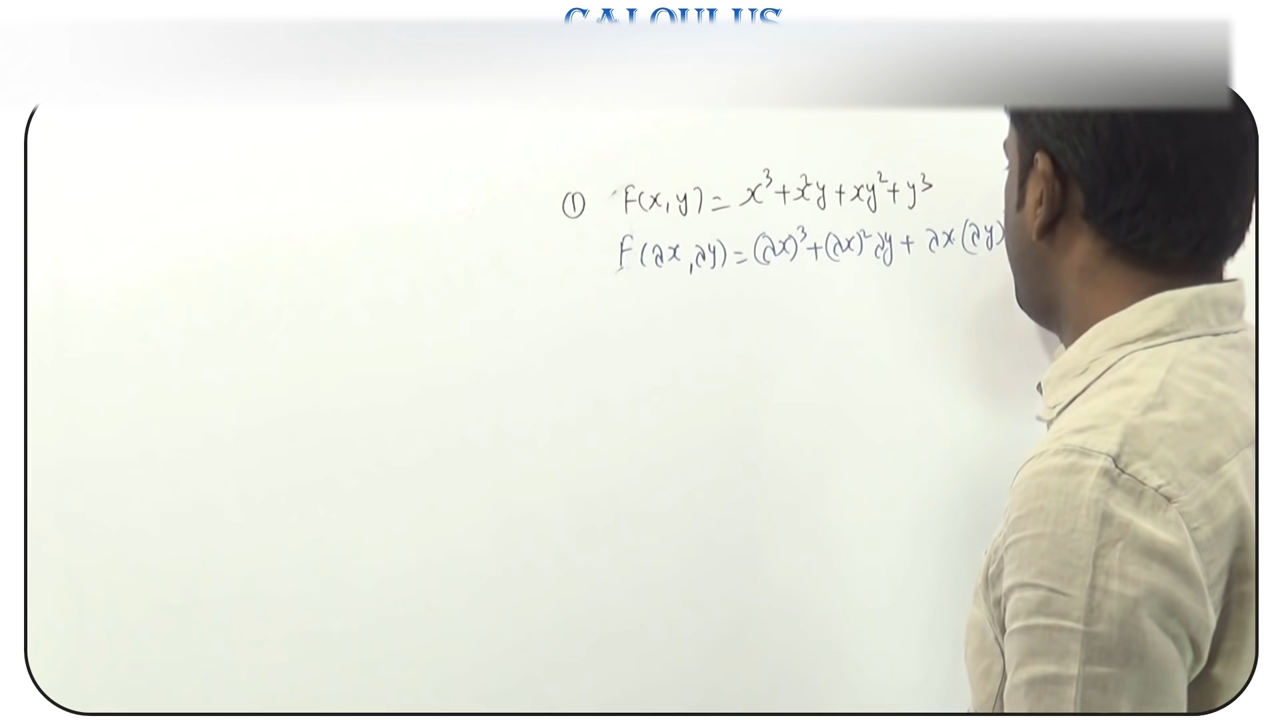 CALCULUS
① F(x,y) = x³+x²y+xy²+y³
F(λx,λy) = (λx)³+(λx)²λy + λx(λy)